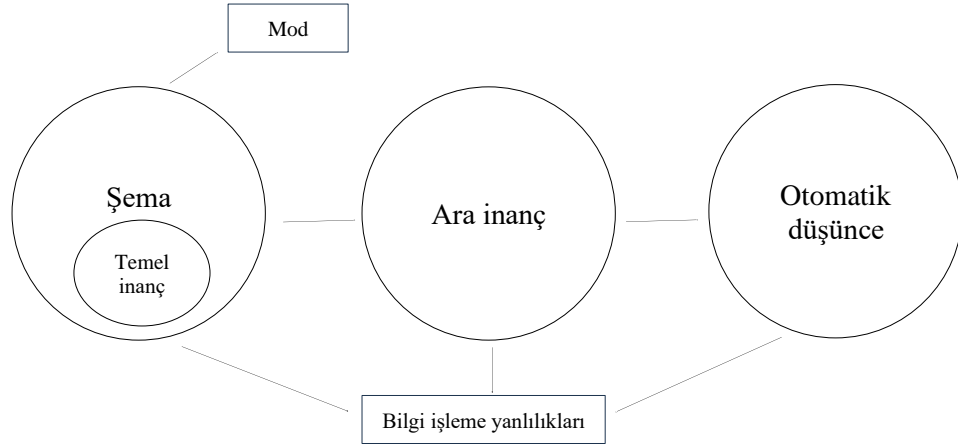 Mod
Şema
Temel
inanç
Ara inanç
Otomatik
düşünce
Bilgi işleme yanlılıkları